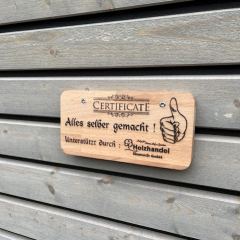 CERTIFICATE
Alles selber gemacht !
Unterstützt durch :
Holzhandel